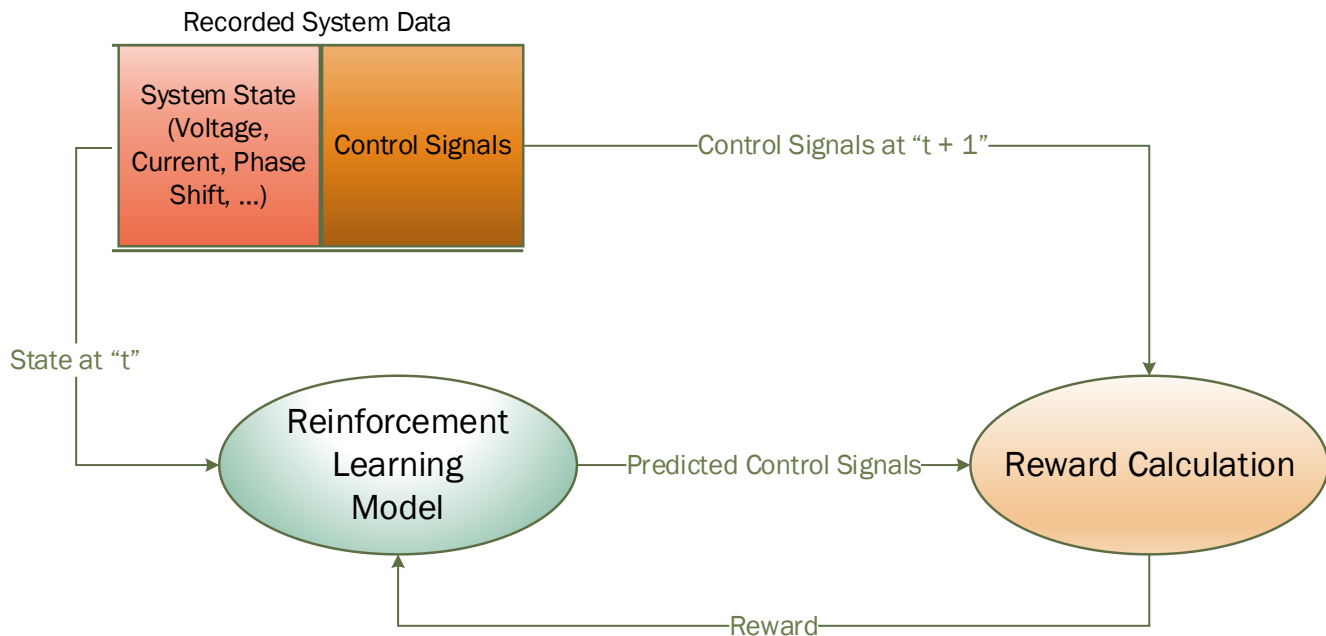 Recorded System Data
System State
(Voltage,
Current, Phase
Shift, ...)
Control Signals
Control Signals at “t + 1”
State at “t”
Reinforcement
Learning
Model
Predicted Control Signals
Reward Calculation
Reward